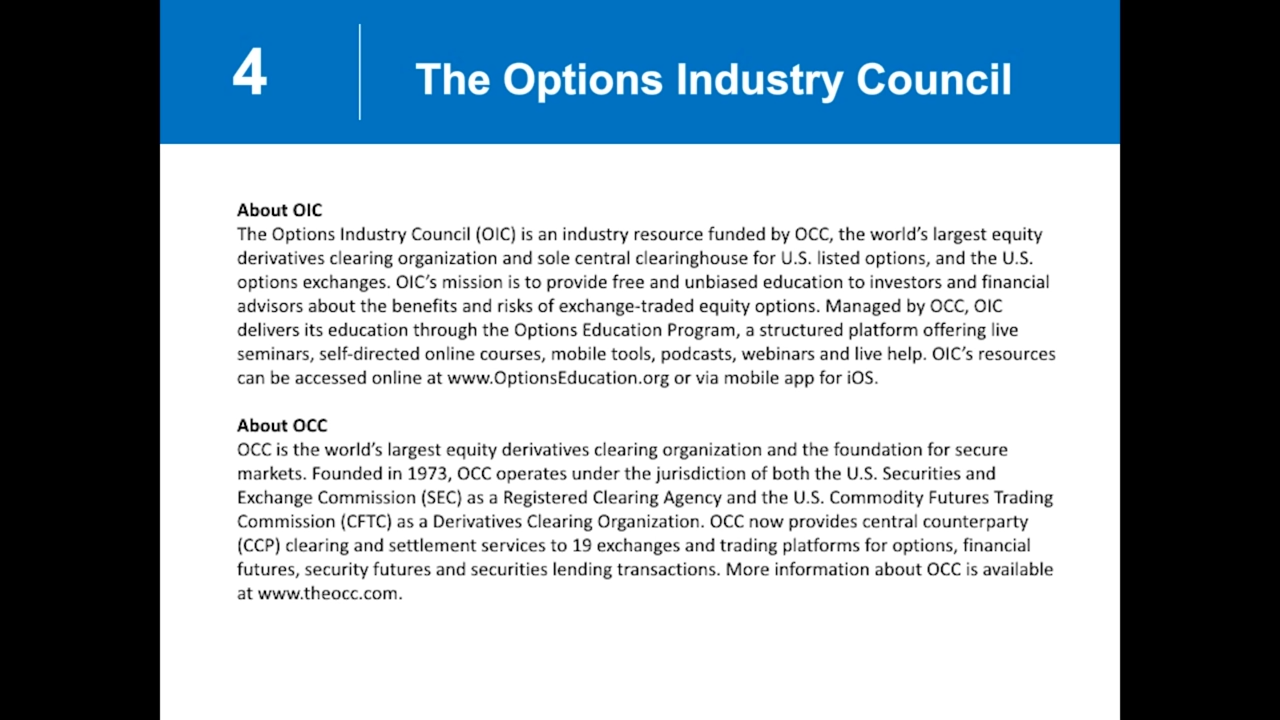 4
The Options Industry Council
About OIC
The Options Industry Council (OIC) is an industry resource funded by OCC, the world’s largest equity
derivatives clearing organization and sole central clearinghouse for U.S. listed options, and the U.S.
options exchanges. OIC’s mission is to provide free and unbiased education to investors and financial
advisors about the benefits and risks of exchange-traded equity options. Managed by OCC, OIC
delivers its education through the Options Education Program, a structured platform offering live
seminars, self-directed online courses, mobile tools, podcasts, webinars and live help. OIC’s resources
can be accessed online at www.OptionsEducation.org or via mobile app for iOS.
About OCC
OCC is the world’s largest equity derivatives clearing organization and the foundation for secure
markets. Founded in 1973, OCC operates under the jurisdiction of both the U.S. Securities and
Exchange Commission (SEC) as a Registered Clearing Agency and the U.S. Commodity Futures Trading
Commission (CFTC) as a Derivatives Clearing Organization. OCC now provides central counterparty
(CCP) clearing and settlement services to 19 exchanges and trading platforms for options, financial
futures, security futures and securities lending transactions. More information about OCC is available
at www.theocc.com.